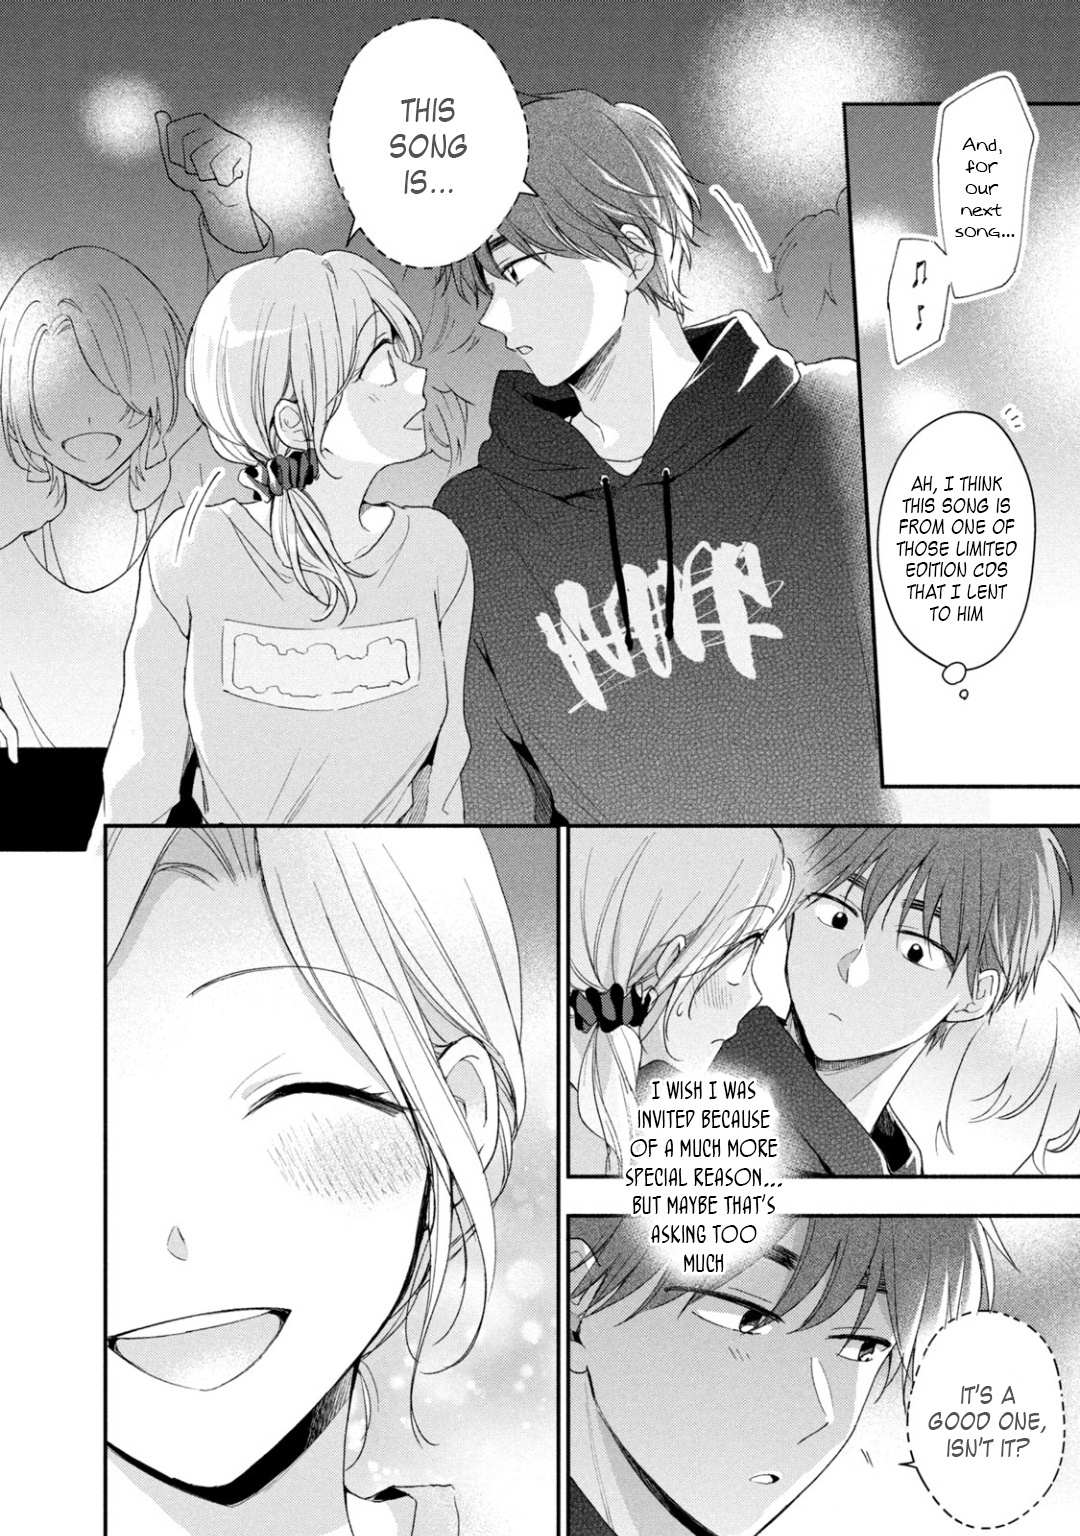 And,
for
our
next
song...
AH, I THINK
THIS SONG IS
FROM ONE OF
THOSE LIMITED
EDITION CDS
THAT I LENT
TO HIM
THIS
SONG
IS...
I WISH I WAS
INVITED BECAUSE
OF A MUCH MORE
SPECIAL REASON...
BUT MAYBE THAT'S
ASKING TOO
MUCH
IT'S A
GOOD ONE,
ISN'T IT?